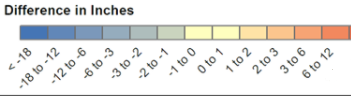 Difference in Inches
< -18
-18 to -12
-12 to -6
-6 to -3
-3 to -2
-2 to -1
-1 to 0
0 to 1
1 to 2
2 to 3
3 to 6
6 to 12